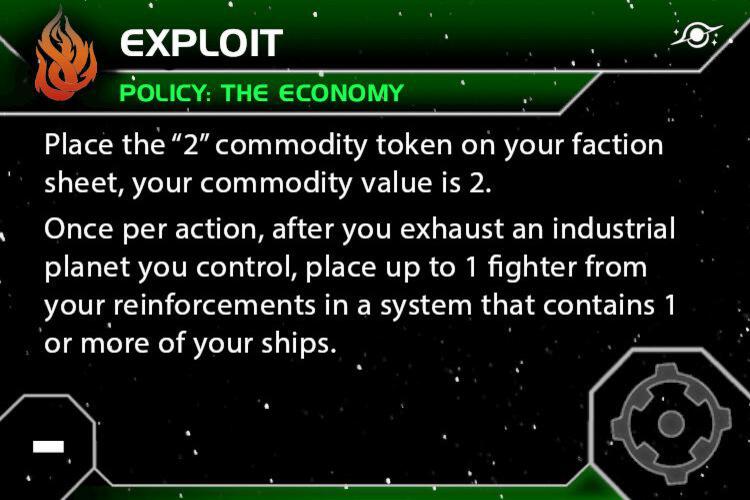 EXPLOIT
POLICY: THE ECONOMY
Place the “2” commodity token on your faction
sheet, your commodity value is 2.
Once per action, after you exhaust an industrial
planet you control, place up to 1 fighter from
your reinforcements in a system that contains 1
or more of your ships.
-